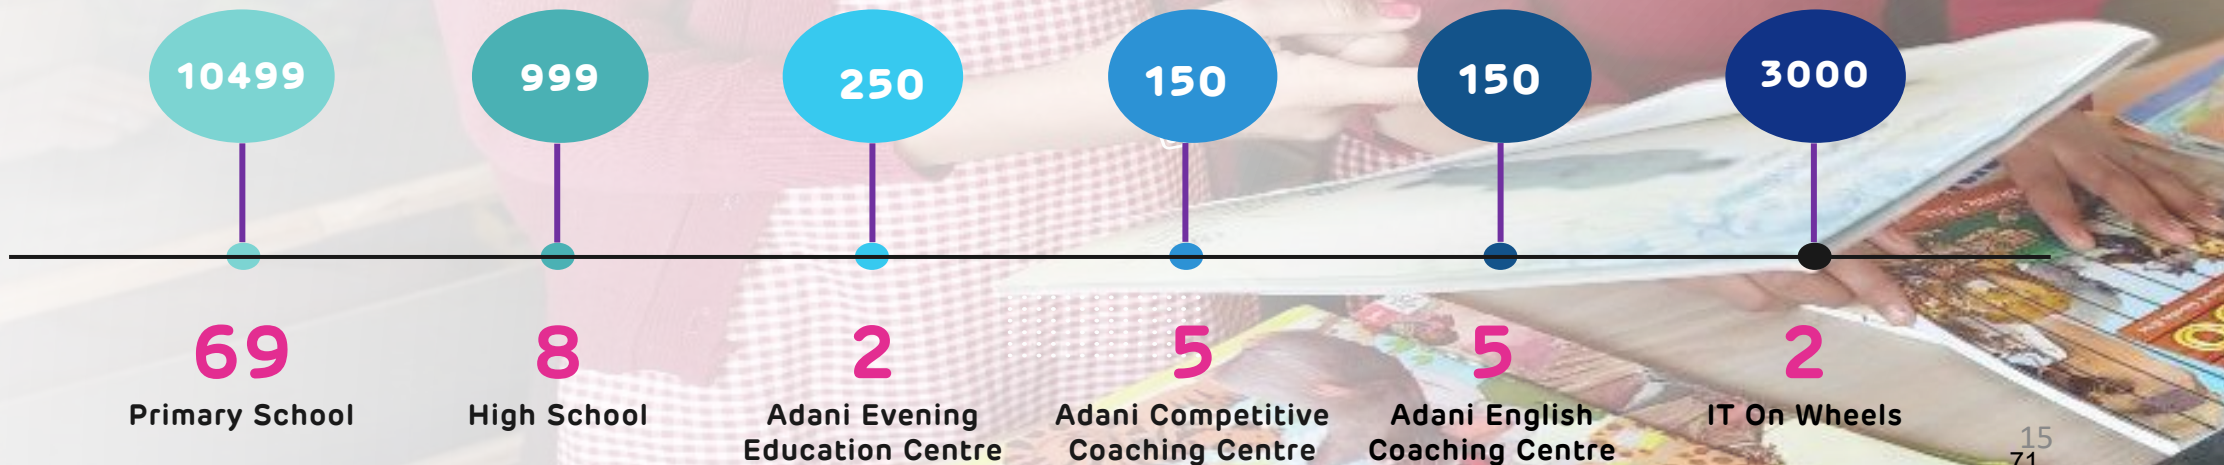 10499
999
250
150
150
3000
69
8
2
5
5
2
Primary School
High School
Adani Evening
Education Centre
Adani Competitive
Coaching Centre
Adani English
Coaching Centre
IT On Wheels
15
71